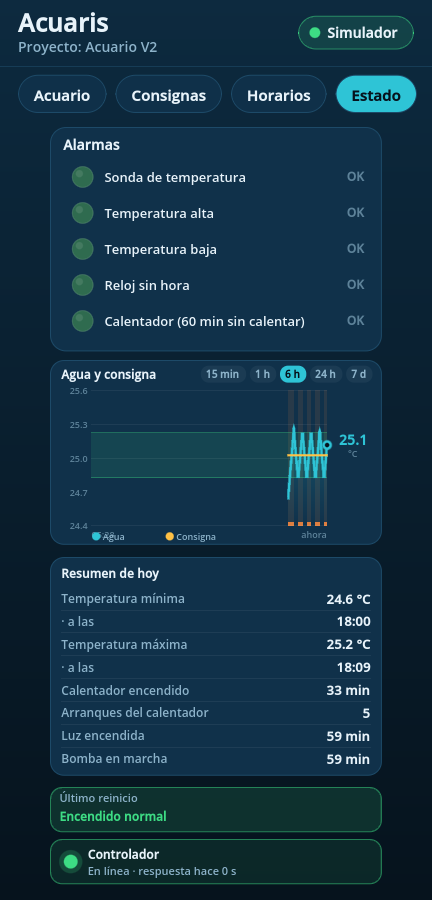 Acuaris
Proyecto: Acuario V2
Simulador
Acuario
Consignas
Horarios
Estado
Alarmas
Sonda de temperatura OK
Temperatura alta OK
Temperatura baja OK
Reloj sin hora OK
Calentador (60 min sin calentar) OK
Agua y consigna
15 min 1 h 6 h 24 h 7 d
25.6
25.3
25.1
°C
25.0
24.7
24.4
ahora
Agua
Consigna
Resumen de hoy
Temperatura mínima 24.6 °C
· a las 18:00
Temperatura máxima 25.2 °C
· a las 18:09
Calentador encendido 33 min
Arranques del calentador 5
Luz encendida 59 min
Bomba en marcha 59 min
Último reinicio
Encendido normal
Controlador
En línea · respuesta hace 0 s